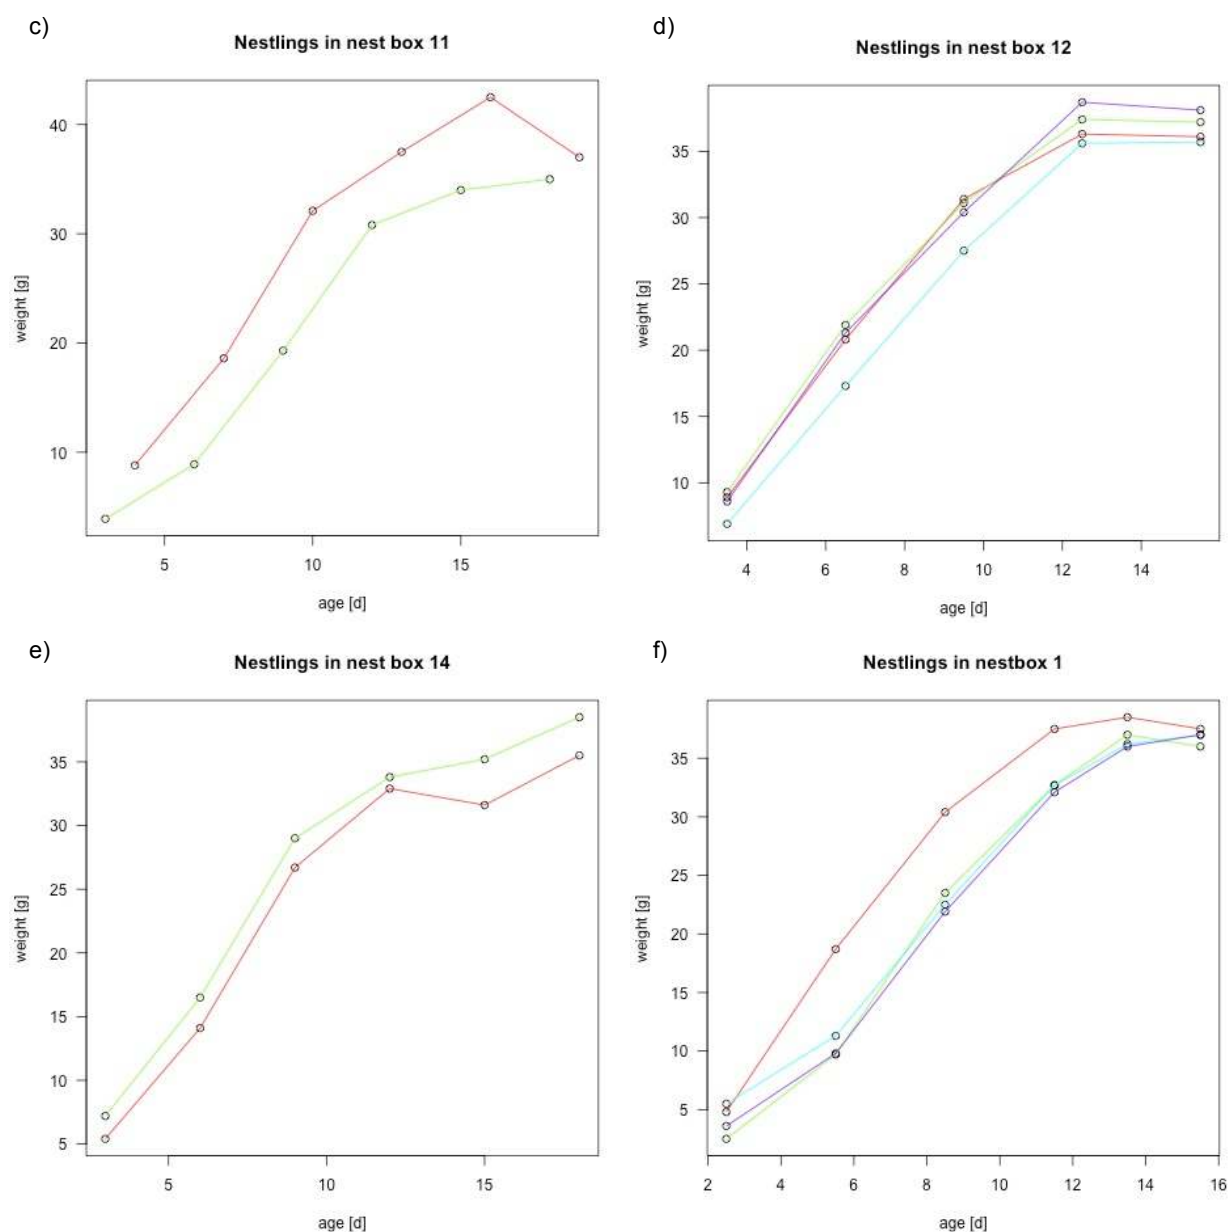 c)
Nestlings in nest box 11
40
30
20
10
weight [g]
5 10 15
age [d]
d)
Nestlings in nest box 12
35
30
25
20
15
10
weight [g]
4 6 8 10 12 14
age [d]
e)
Nestlings in nest box 14
35
30
25
20
15
10
5
weight [g]
5 10 15
age [d]
f)
Nestlings in nestbox 1
35
30
25
20
15
10
5
weight [g]
2 4 6 8 10 12 14 16
age [d]